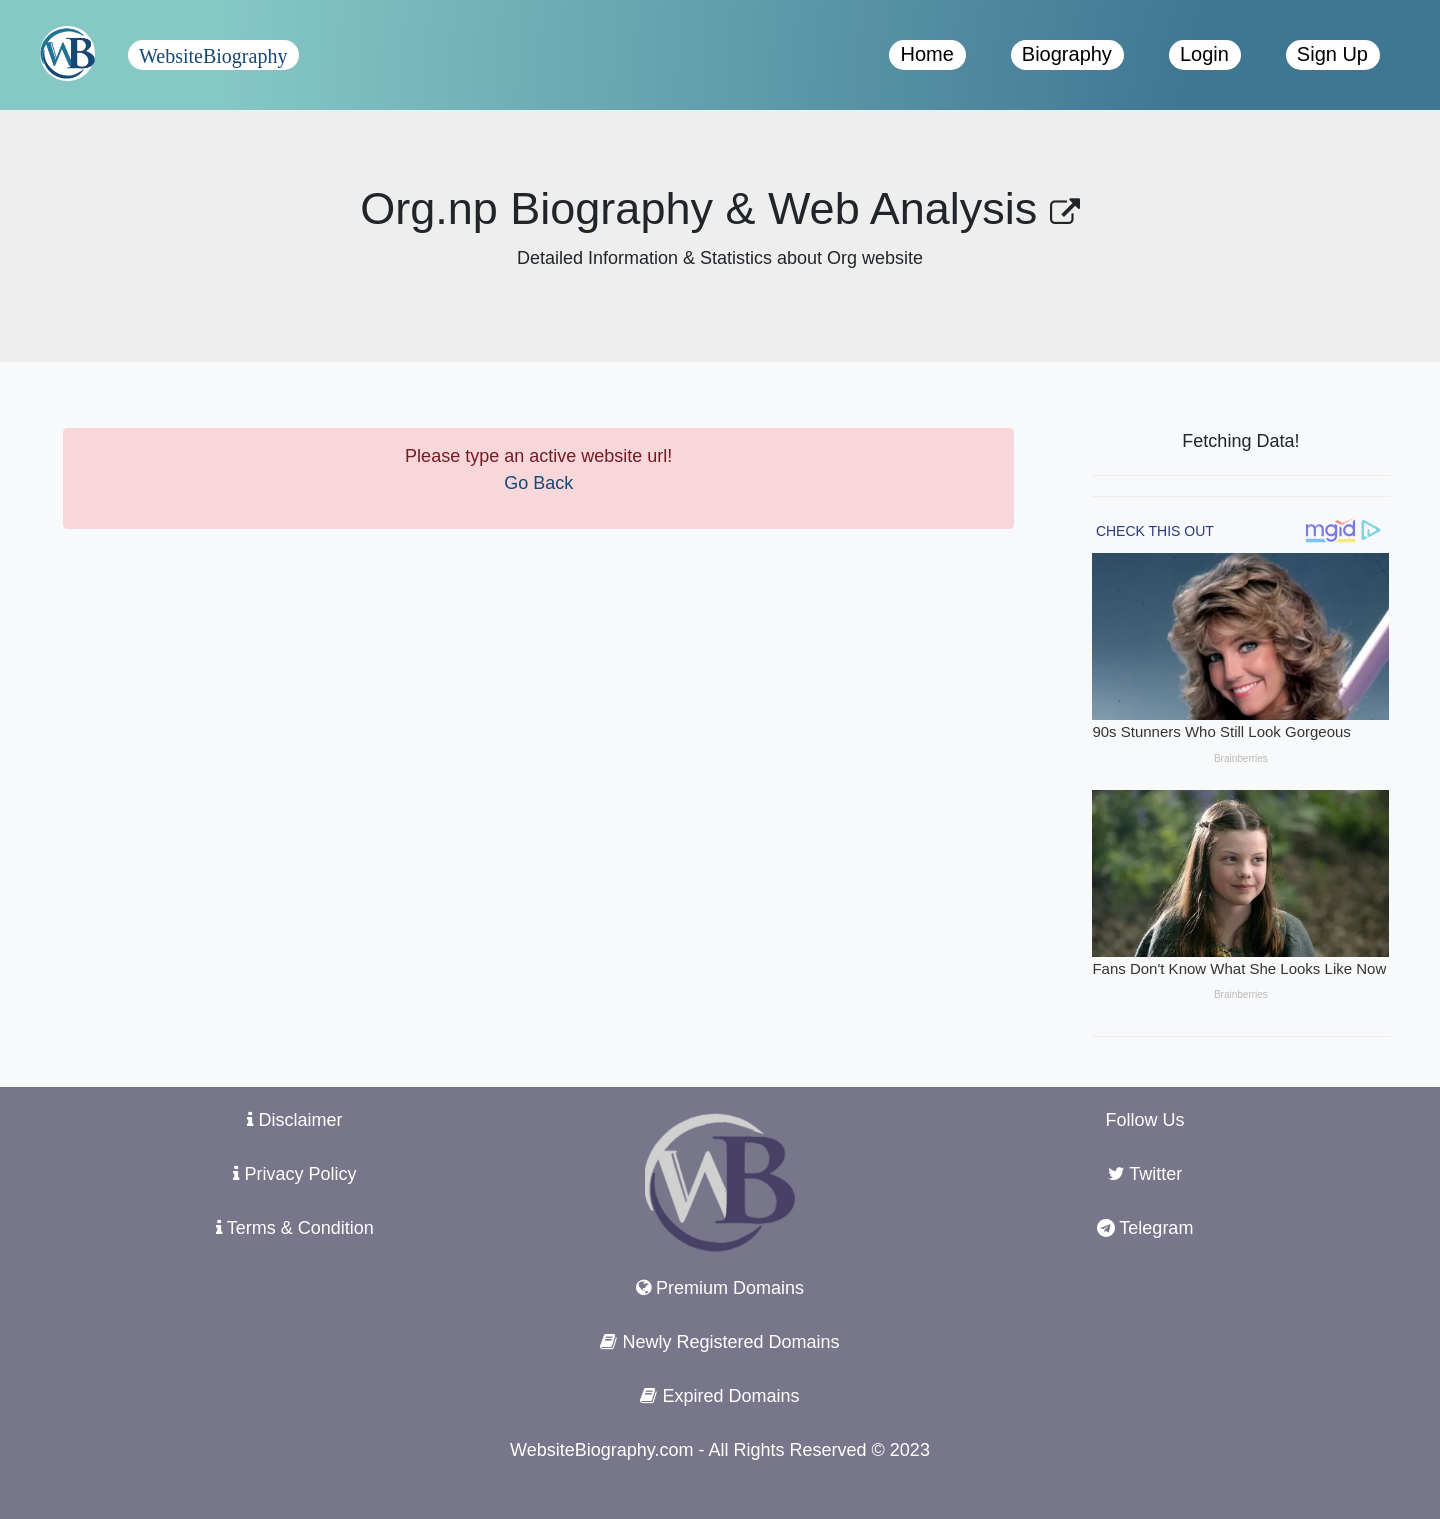 WB
WebsiteBiography
Home
Biography
Login
Sign Up
Org.np Biography & Web Analysis
Detailed Information & Statistics about Org website
Please type an active website url!
Go Back
Fetching Data!
CHECK THIS OUT
mgid
90s Stunners Who Still Look Gorgeous
Brainberries
Fans Don't Know What She Looks Like Now
Brainberries
Disclaimer
Privacy Policy
Terms & Condition
WB
Premium Domains
Newly Registered Domains
Expired Domains
WebsiteBiography.com - All Rights Reserved © 2023
Follow Us
Twitter
Telegram